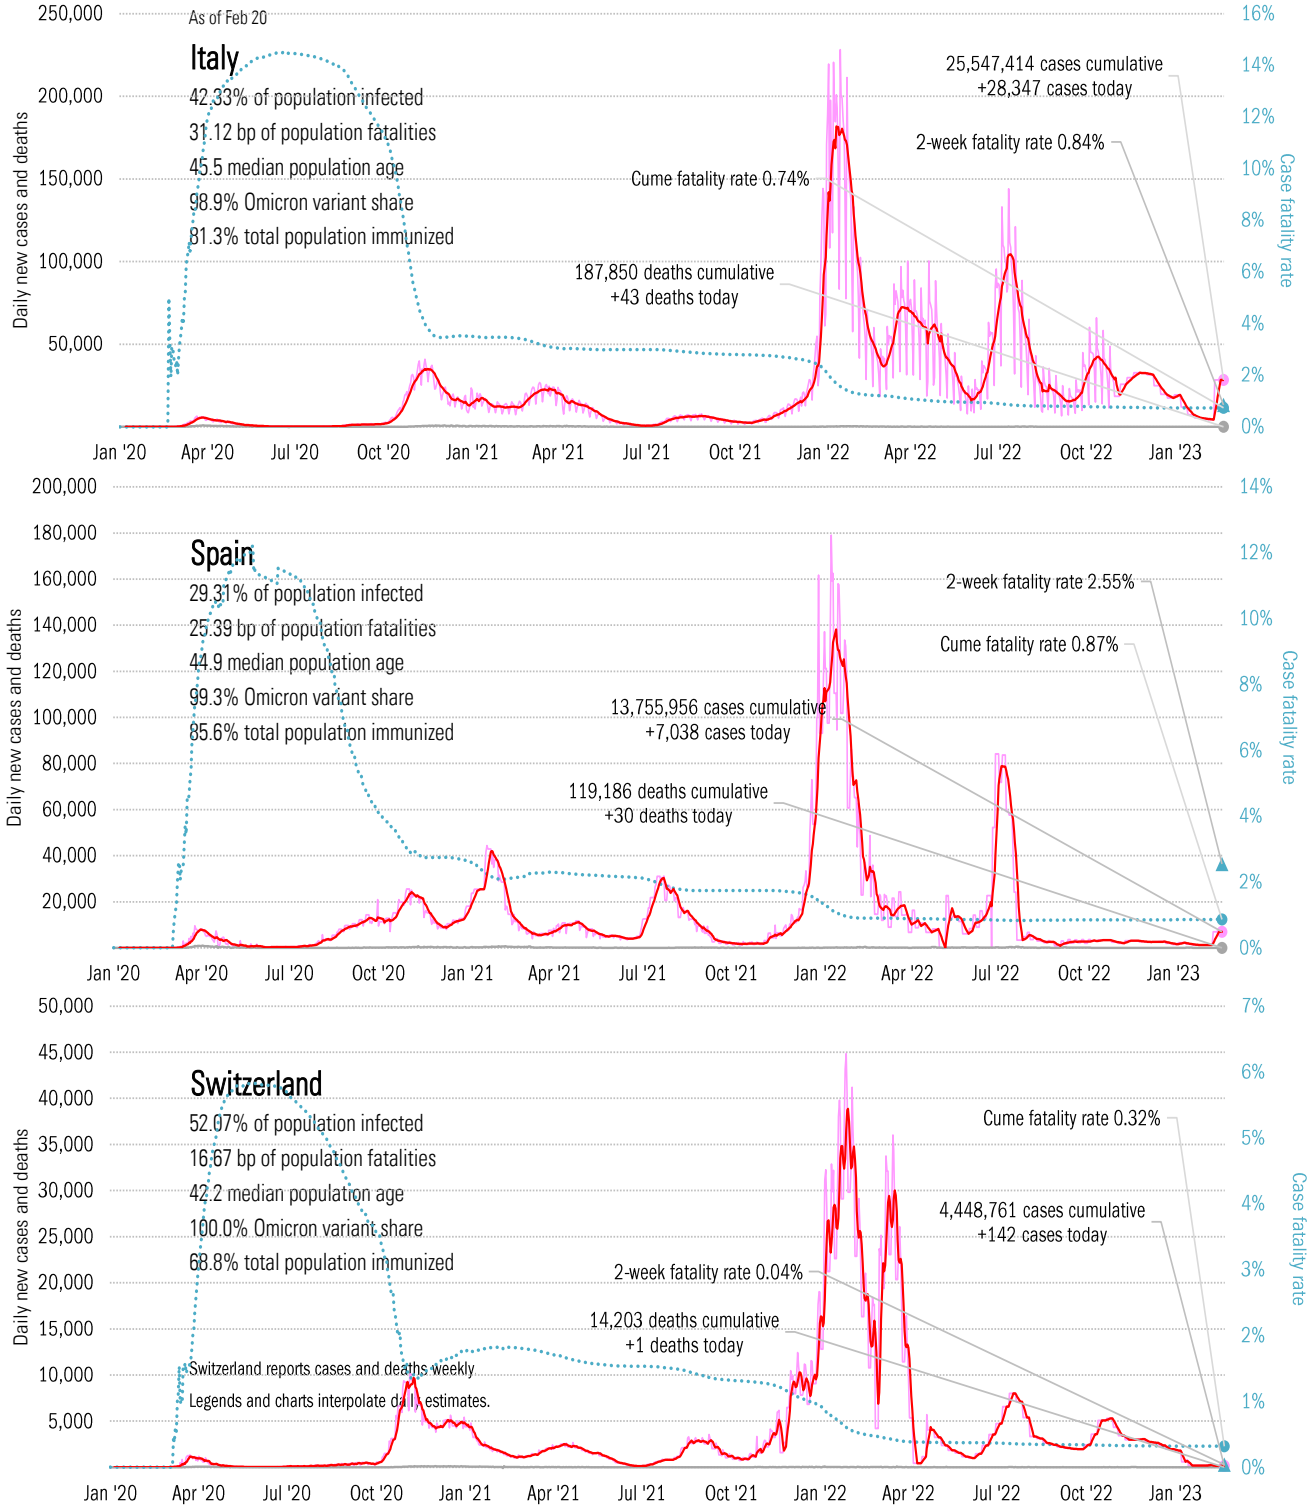 250,000
As of Feb 20
16%
Italy
14%
42.33% of population infected
25,547,414 cases cumulative
+28,347 cases today
200,000
12%
31.12 bp of population fatalities
2-week fatality rate 0.84%
45.5 median population age
Cume fatality rate 0.74%
150,000
10%
98.9% Omicron variant share
8%
81.3% total population immunized
100,000
6%
187,850 deaths cumulative
+43 deaths today
50,000
4%
2%
0%
Daily new cases and deaths
Case fatality rate
Jan '20 Apr '20 Jul '20 Oct '20 Jan '21 Apr '21 Jul '21 Oct '21 Jan '22 Apr '22 Jul '22 Oct '22 Jan '23
200,000
14%
180,000
Spain
12%
160,000
29.31% of population infected
2-week fatality rate 2.55%
140,000
25.39 bp of population fatalities
10%
Cume fatality rate 0.87%
120,000
44.9 median population age
8%
99.3% Omicron variant share
13,755,956 cases cumulative
+7,038 cases today
100,000
85.6% total population immunized
6%
80,000
119,186 deaths cumulative
+30 deaths today
60,000
4%
40,000
2%
20,000
0%
Daily new cases and deaths
Case fatality rate
Jan '20 Apr '20 Jul '20 Oct '20 Jan '21 Apr '21 Jul '21 Oct '21 Jan '22 Apr '22 Jul '22 Oct '22 Jan '23
50,000
7%
45,000
6%
Switzerland
40,000
52.07% of population infected
Cume fatality rate 0.32%
35,000
5%
16.67 bp of population fatalities
30,000
42.2 median population age
4%
4,448,761 cases cumulative
+142 cases today
25,000
100.0% Omicron variant share
68.8% total population immunized
3%
2-week fatality rate 0.04%
20,000
14,203 deaths cumulative
+1 deaths today
15,000
2%
Switzerland reports cases and deaths weekly
10,000
Legends and charts interpolate daily estimates.
1%
5,000
0%
Daily new cases and deaths
Case fatality rate
Jan '20 Apr '20 Jul '20 Oct '20 Jan '21 Apr '21 Jul '21 Oct '21 Jan '22 Apr '22 Jul '22 Oct '22 Jan '23